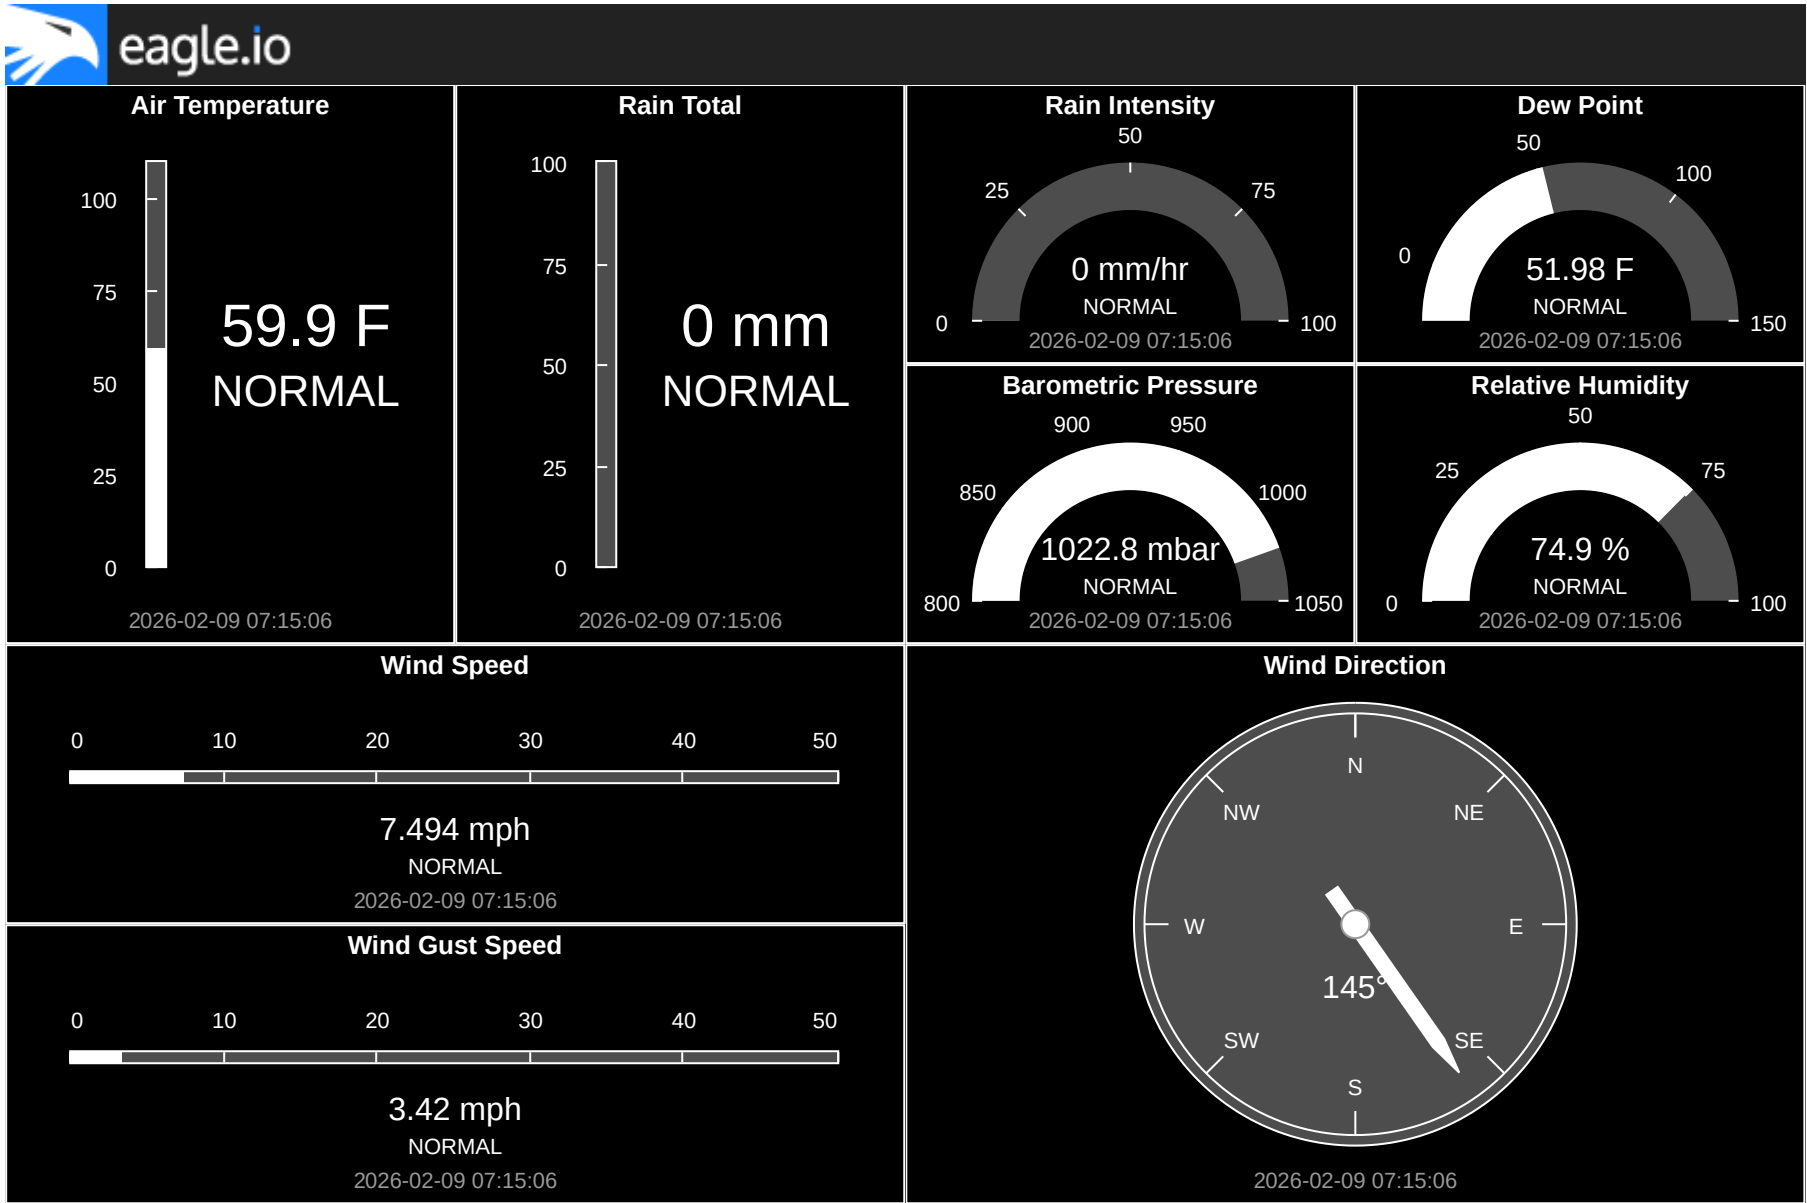 eagle.io
Air Temperature
100
75
50
25
0
59.9 F
NORMAL
2026-02-09 07:15:06
Rain Total
100
75
50
25
0
0 mm
NORMAL
2026-02-09 07:15:06
Rain Intensity
0
25
50
75
100
0 mm/hr
NORMAL
2026-02-09 07:15:06
Dew Point
0
50
100
150
51.98 F
NORMAL
2026-02-09 07:15:06
Barometric Pressure
800
850
900
950
1000
1050
1022.8 mbar
NORMAL
2026-02-09 07:15:06
Relative Humidity
0
25
50
75
100
74.9 %
NORMAL
2026-02-09 07:15:06
Wind Speed
0 10 20 30 40 50
7.494 mph
NORMAL
2026-02-09 07:15:06
Wind Gust Speed
0 10 20 30 40 50
3.42 mph
NORMAL
2026-02-09 07:15:06
Wind Direction
N
NW
NE
W
E
145°
SW
SE
S
2026-02-09 07:15:06